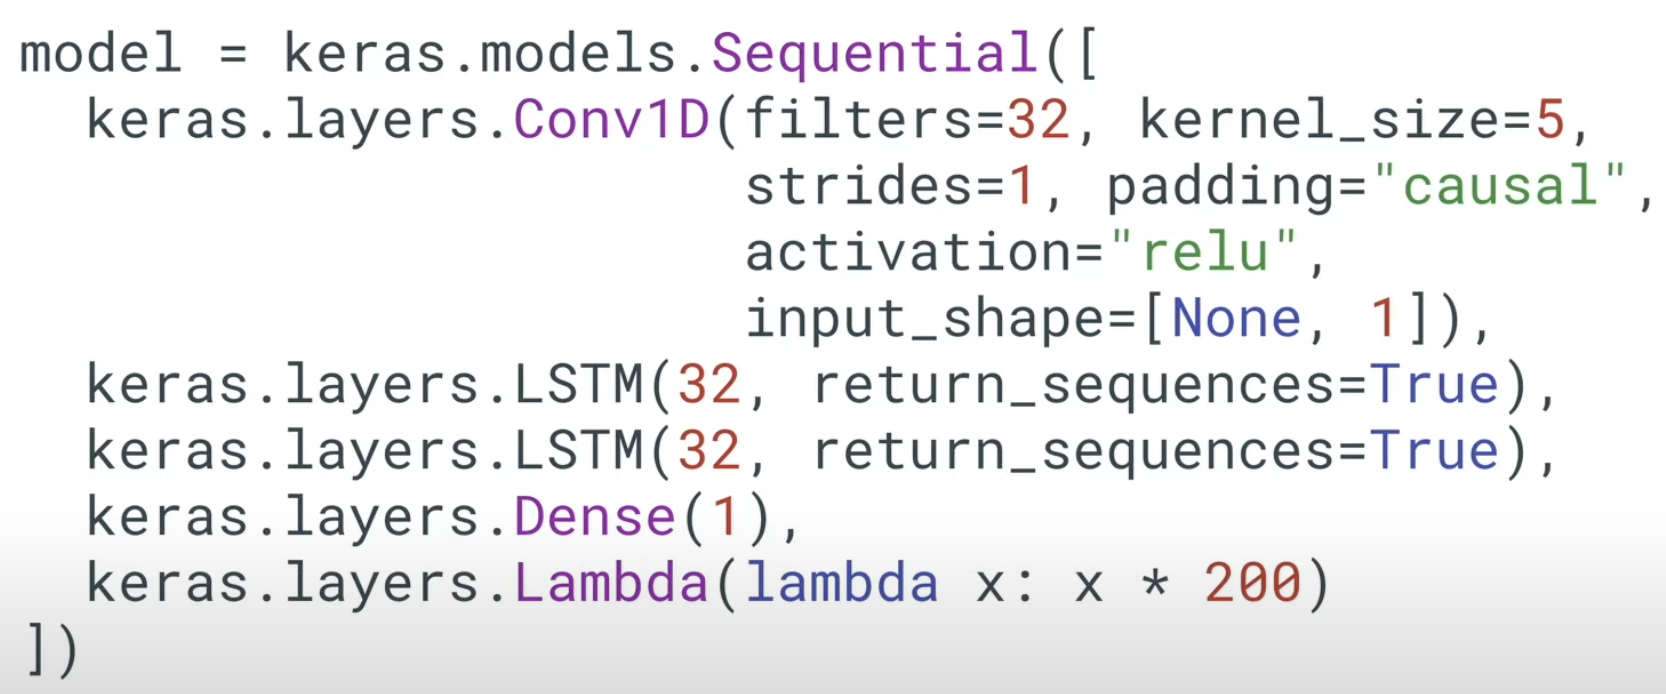 model = keras.models.Sequential([
  keras.layers.Conv1D(filters=32, kernel_size=5,
                      strides=1, padding="causal",
                      activation="relu",
                      input_shape=[None, 1]),
  keras.layers.LSTM(32, return_sequences=True),
  keras.layers.LSTM(32, return_sequences=True),
  keras.layers.Dense(1),
  keras.layers.Lambda(lambda x: x * 200)
])